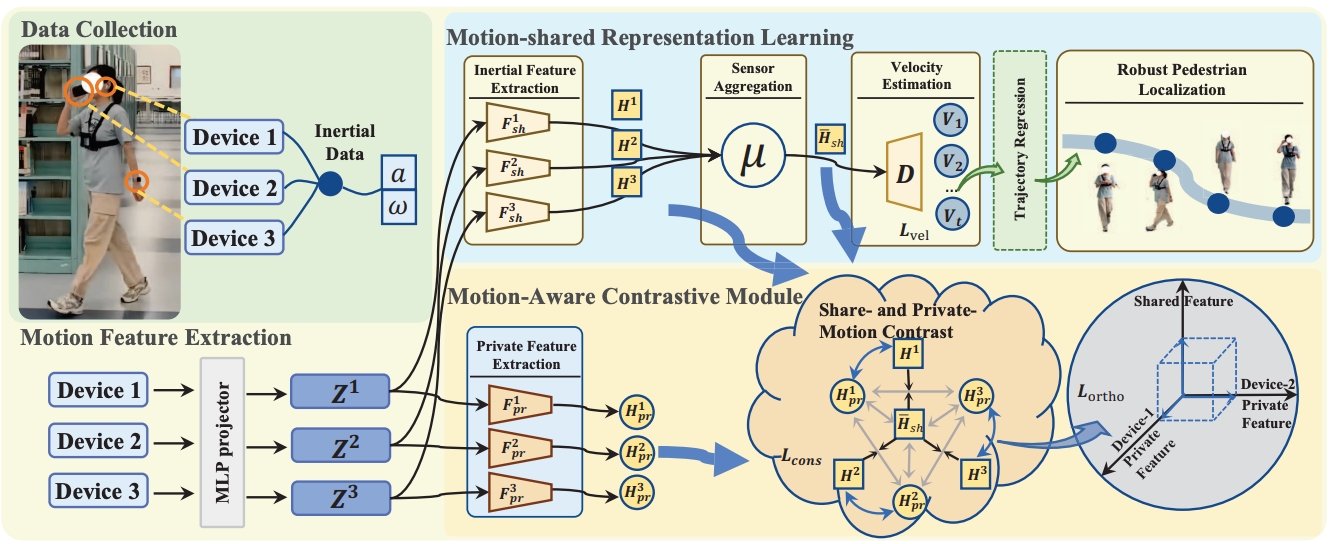 Data Collection
Device 1
Device 2
Device 3
Inertial
Data
a
ω
Motion Feature Extraction
Device 1
Device 2
Device 3
MLP projector
Z^1
Z^2
Z^3
Motion-shared Representation Learning
Inertial Feature
Extraction
F_{sh}^1
F_{sh}^2
F_{sh}^3
H^1
H^2
H^3
Sensor
Aggregation
μ
H̅_{sh}
Velocity
Estimation
D
V_1
V_2
...
V_t
L_{vel}
Trajectory Regression
Robust Pedestrian
Localization
Motion-Aware Contrastive Module
Private Feature
Extraction
F_{pr}^1
F_{pr}^2
F_{pr}^3
H_{pr}^1
H_{pr}^2
H_{pr}^3
Share- and Private-
Motion Contrast
H^1
H_{pr}^1
H_{pr}^3
H̅_{sh}
L_{cons}
H^2
H^3
H_{pr}^2
Shared Feature
L_{ortho}
Device-2
Private
Feature
Device-1
Private
Feature